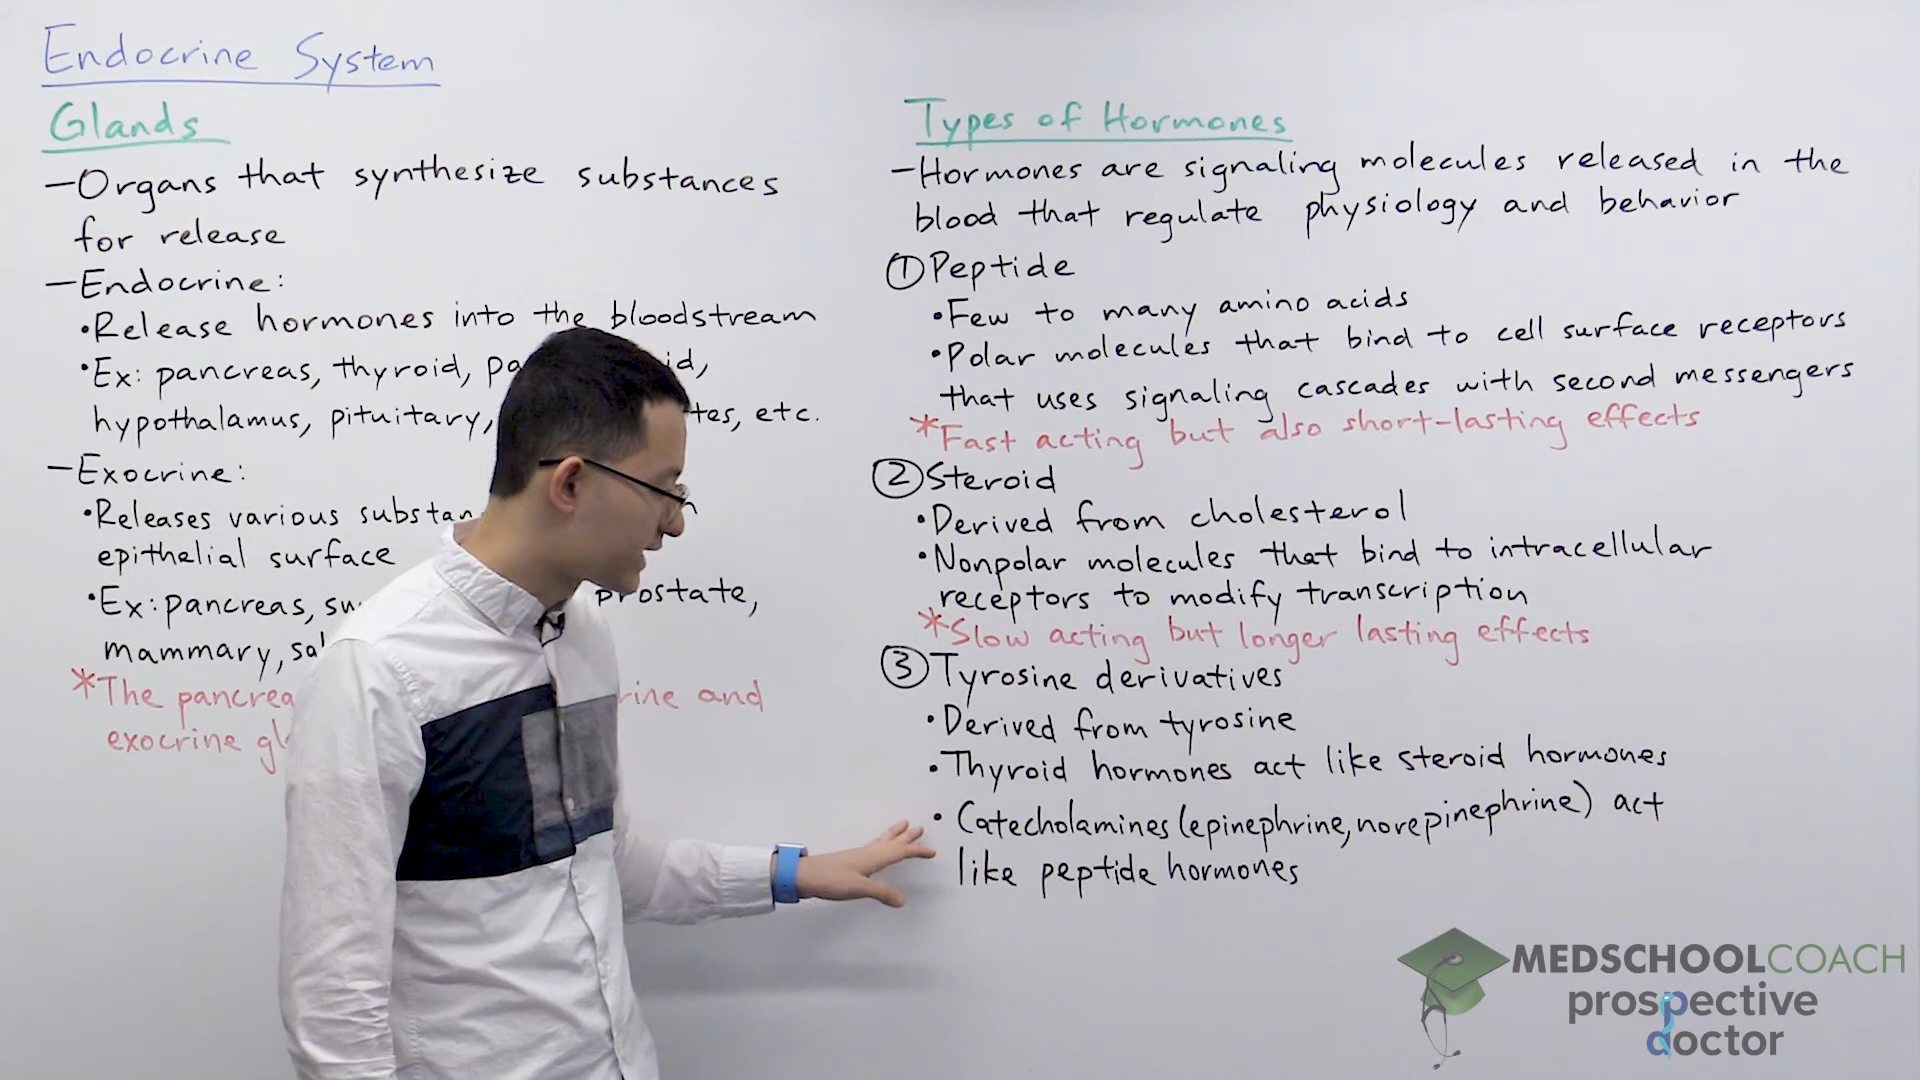 Endocrine System
Glands
-Organs that synthesize substances
for release
-Endocrine:
•Release hormones into the bloodstream
•Ex: pancreas, thyroid,
hypothalamus, pituitary, etc.
-Exocrine:
•Releases various
epithelial surface
•Ex: pancreas, prostate,
mammary,
*The and
exocrine
Types of Hormones
-Hormones are signaling molecules released in the
blood that regulate physiology and behavior
①Peptide
•Few to many amino acids
•Polar molecules that bind to cell surface receptors
that uses signaling cascades with second messengers
*Fast acting but also short-lasting effects
②Steroid
•Derived from cholesterol
•Nonpolar molecules that bind to intracellular
receptors to modify transcription
*Slow acting but longer lasting effects
③Tyrosine derivatives
•Derived from tyrosine
•Thyroid hormones act like steroid hormones
•Catecholamines (epinephrine, norepinephrine) act
like peptide hormones
MEDSCHOOLCOACH
prospective
doctor